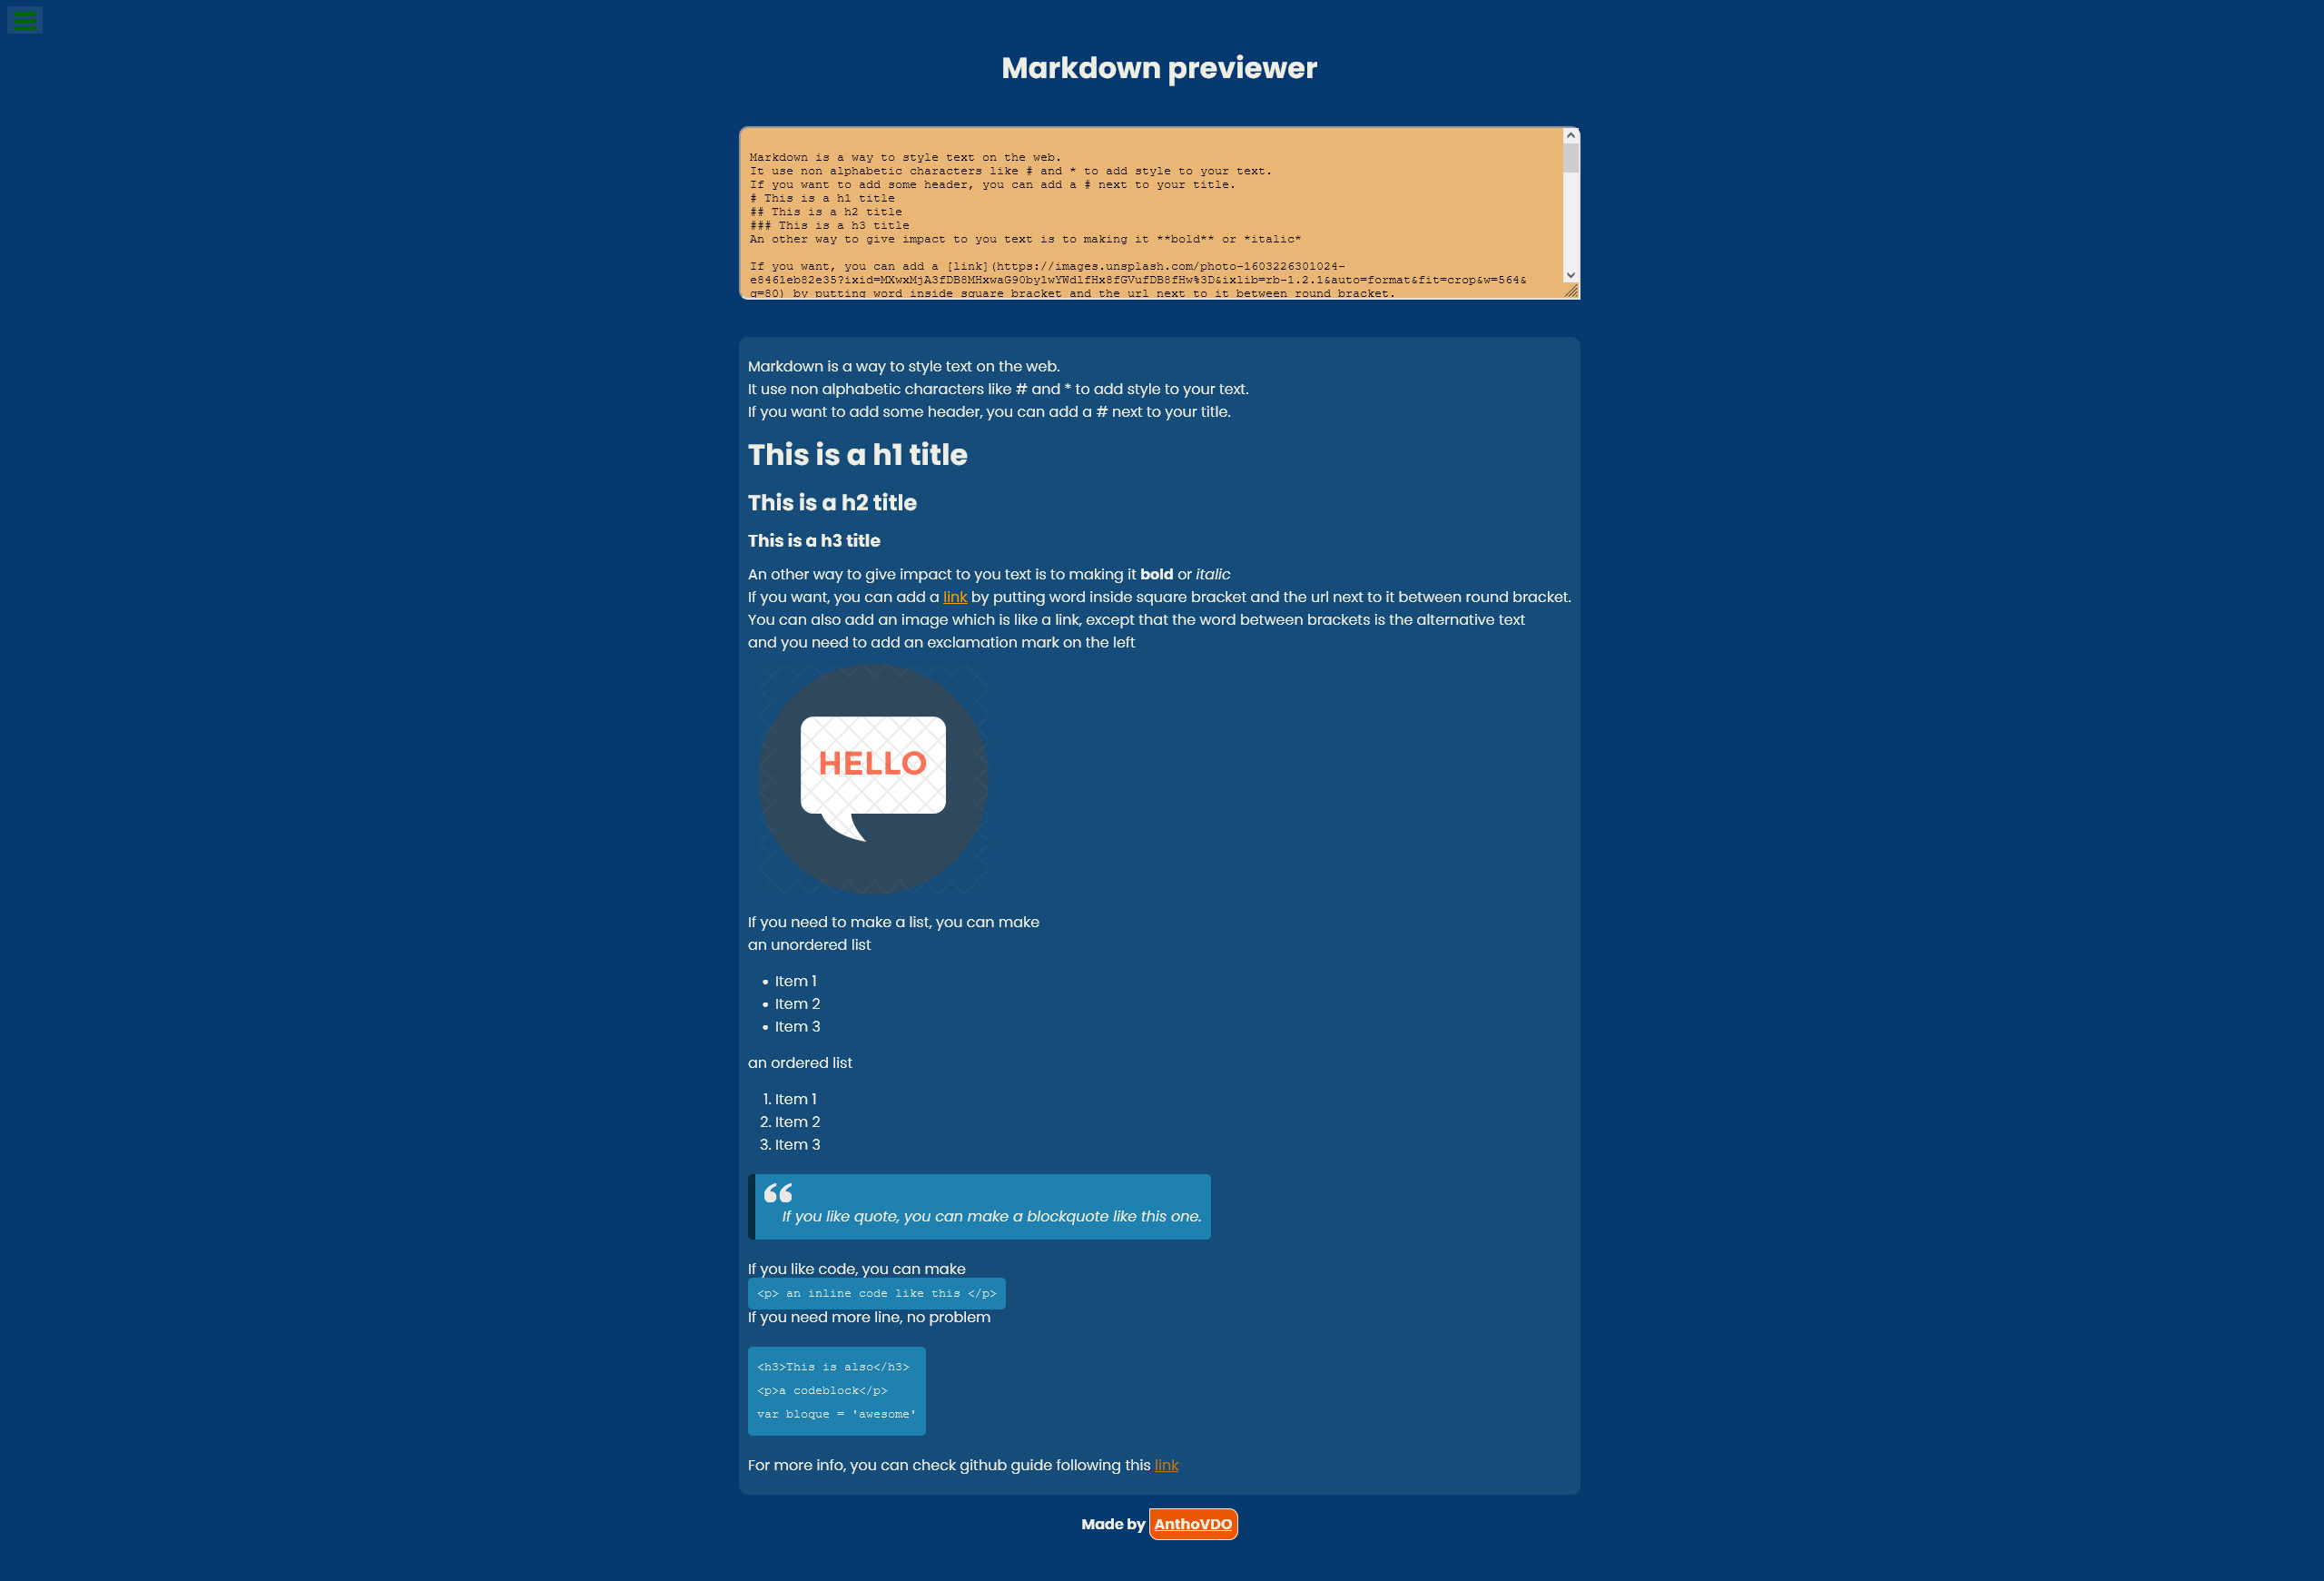 Markdown previewer
Markdown is a way to style text on the web.
It use non alphabetic characters like # and * to add style to your text.
If you want to add some header, you can add a # next to your title.
# This is a h1 title
## This is a h2 title
### This is a h3 title
An other way to give impact to you text is to making it **bold** or *italic*
If you want, you can add a [link](https://images.unsplash.com/photo-1603226301024-
e8461eb82e35?ixid=MXwxMjA3fDB8MHxwaG90by1wYWdlfHx8fGVufDB8fHw%3D&ixlib=rb-1.2.1&auto=format&fit=crop&w=564&
q=80) by putting word inside square bracket and the url next to it between round bracket.
Markdown is a way to style text on the web.
It use non alphabetic characters like # and * to add style to your text.
If you want to add some header, you can add a # next to your title.
This is a h1 title
This is a h2 title
This is a h3 title
An other way to give impact to you text is to making it bold or italic
If you want, you can add a link by putting word inside square bracket and the url next to it between round bracket.
You can also add an image which is like a link, except that the word between brackets is the alternative text
and you need to add an exclamation mark on the left
HELLO
If you need to make a list, you can make
an unordered list
• Item 1
• Item 2
• Item 3
an ordered list
1. Item 1
2. Item 2
3. Item 3
“
If you like quote, you can make a blockquote like this one.
If you like code, you can make
<p> an inline code like this </p>
If you need more line, no problem
<h3>This is also</h3>
<p>a codeblock</p>
var bloque = 'awesome'
For more info, you can check github guide following this link
Made by AnthoVDO